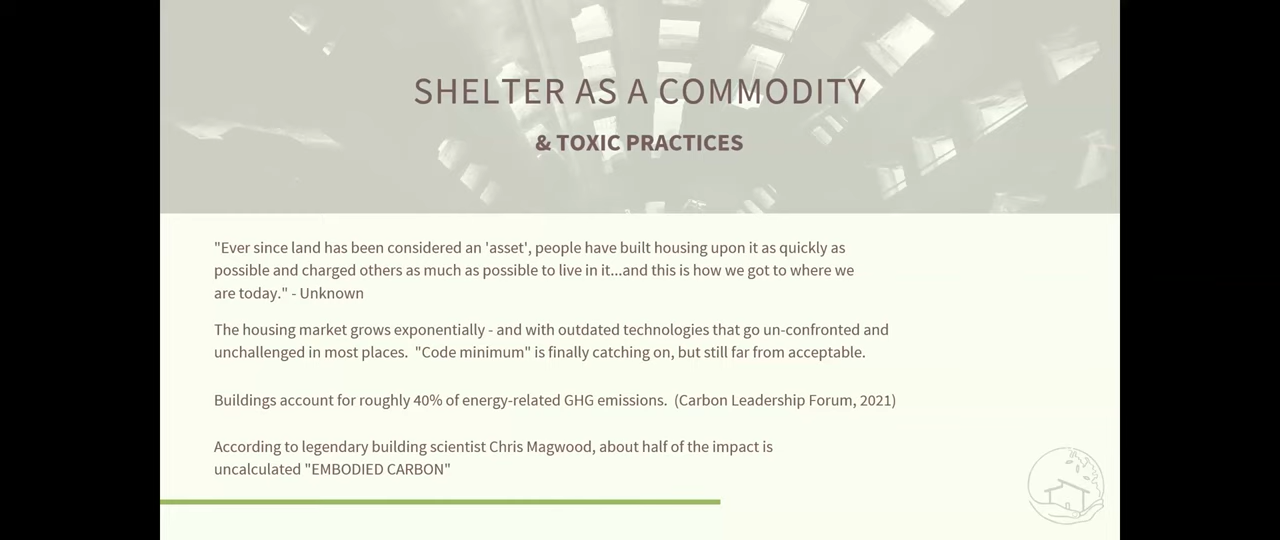 SHELTER AS A COMMODITY
& TOXIC PRACTICES
"Ever since land has been considered an 'asset', people have built housing upon it as quickly as
possible and charged others as much as possible to live in it...and this is how we got to where we
are today." - Unknown
The housing market grows exponentially - and with outdated technologies that go un-confronted and
unchallenged in most places.  "Code minimum" is finally catching on, but still far from acceptable.
Buildings account for roughly 40% of energy-related GHG emissions.  (Carbon Leadership Forum, 2021)
According to legendary building scientist Chris Magwood, about half of the impact is
uncalculated "EMBODIED CARBON"